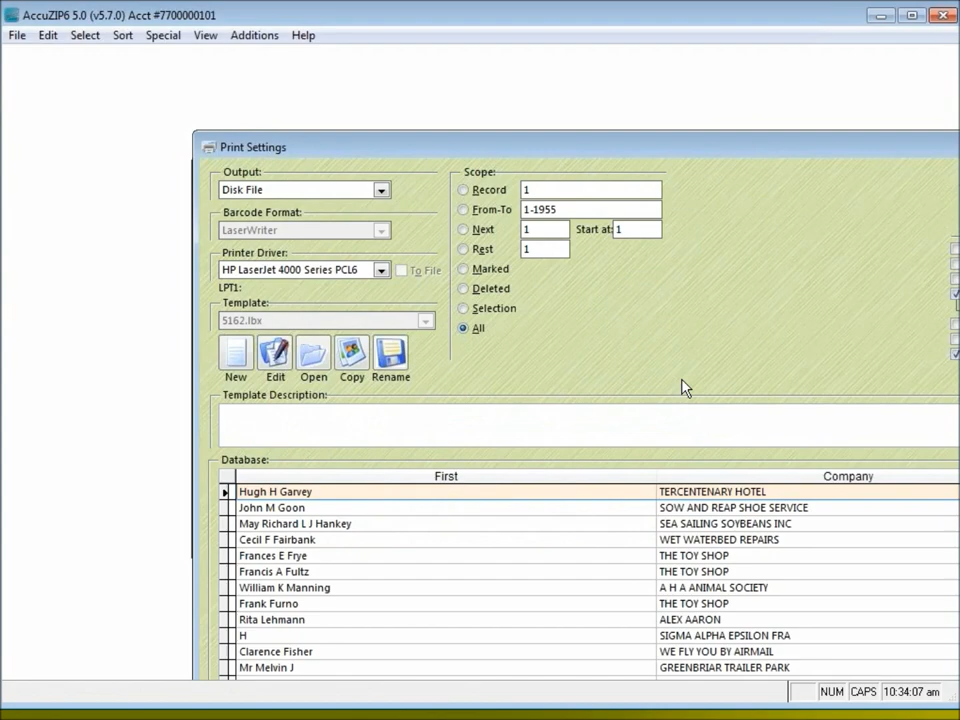 AccuZIP6 5.0 (v5.7.0) Acct #7700000101
File Edit Select Sort Special View Additions Help
Print Settings
Output:
Disk File
Barcode Format:
LaserWriter
Printer Driver:
HP LaserJet 4000 Series PCL6
To File
LPT1:
Template:
5162.lbx
New Edit Open Copy Rename
Scope:
Record 1
From-To 1-1955
Next 1 Start at: 1
Rest 1
Marked
Deleted
Selection
All
Template Description:
Database:
First Company
Hugh H Garvey TERCENTENARY HOTEL
John M Goon SOW AND REAP SHOE SERVICE
May Richard L J Hankey SEA SAILING SOYBEANS INC
Cecil F Fairbank WET WATERBED REPAIRS
Frances E Frye THE TOY SHOP
Francis A Fultz THE TOY SHOP
William K Manning A H A ANIMAL SOCIETY
Frank Furno THE TOY SHOP
Rita Lehmann ALEX AARON
H SIGMA ALPHA EPSILON FRA
Clarence Fisher WE FLY YOU BY AIRMAIL
Mr Melvin J GREENBRIAR TRAILER PARK
NUM CAPS 10:34:07 am